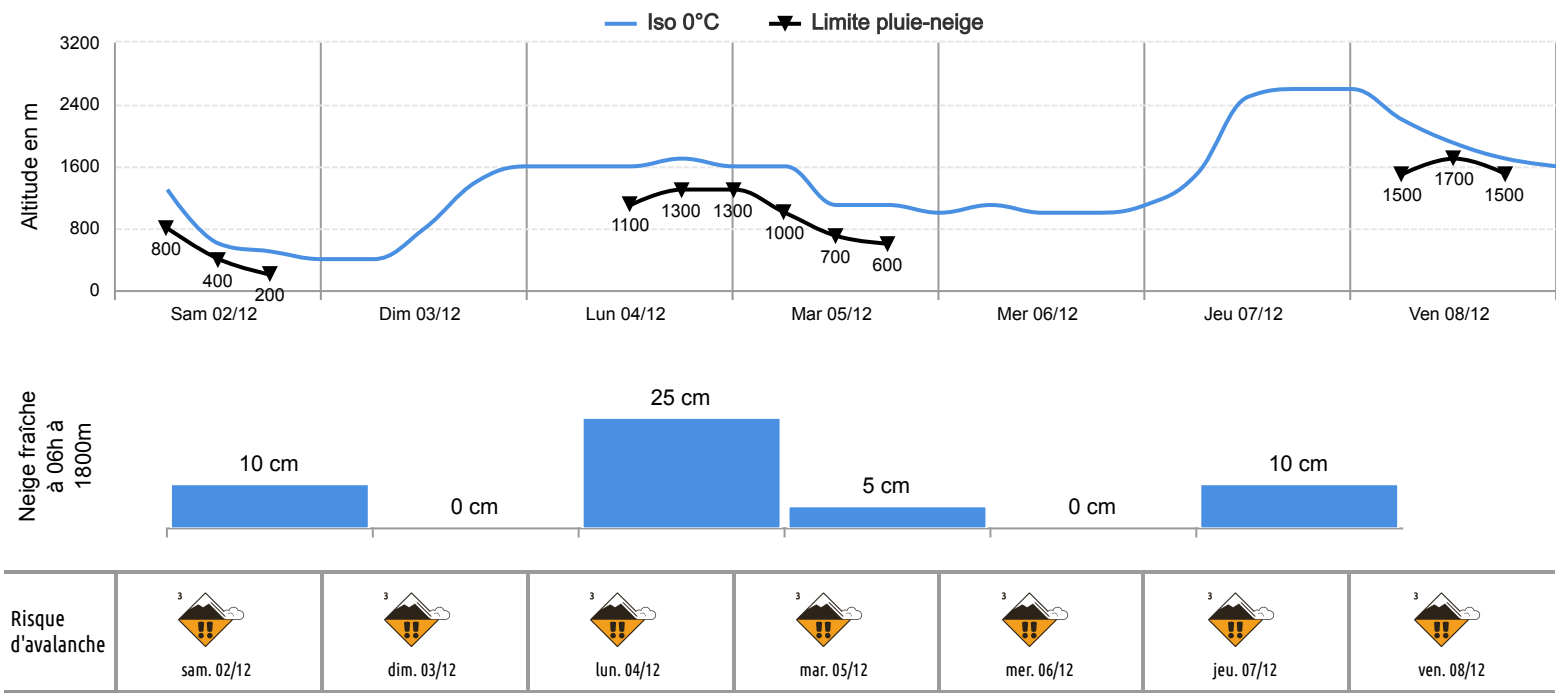 Iso 0°C Limite pluie-neige
Altitude en m
3200
2400
1600
800
0
800
400
200
1100
1300
1300
1000
700
600
1500
1700
1500
Sam 02/12 Dim 03/12 Lun 04/12 Mar 05/12 Mer 06/12 Jeu 07/12 Ven 08/12
Neige fraîche
à 06h à
1800m
10 cm
0 cm
25 cm
5 cm
0 cm
10 cm
Risque
d'avalanche
3 3 3 3 3 3 3
!! !! !! !! !! !! !!
sam. 02/12 dim. 03/12 lun. 04/12 mar. 05/12 mer. 06/12 jeu. 07/12 ven. 08/12